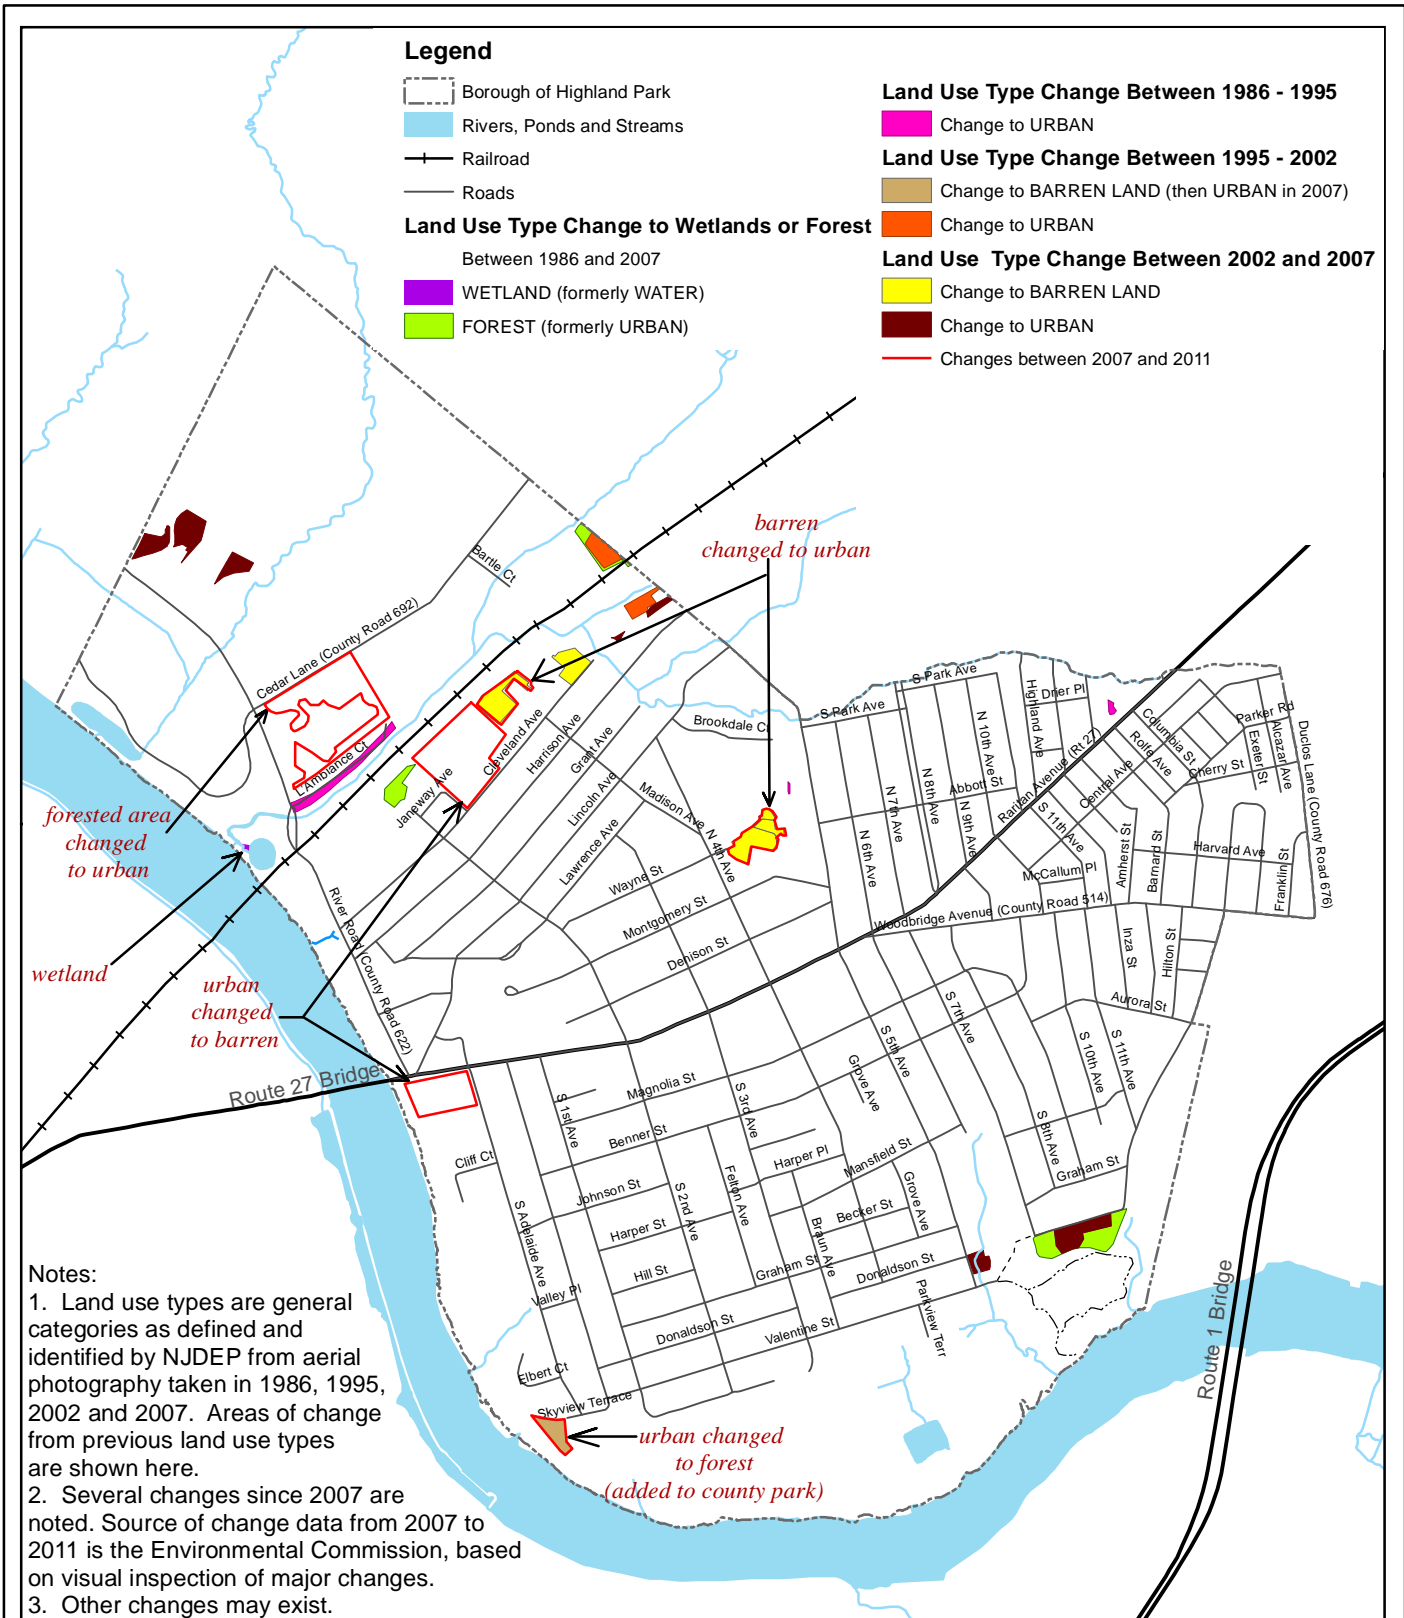 Legend
Borough of Highland Park
Rivers, Ponds and Streams
Railroad
Roads
Land Use Type Change to Wetlands or Forest
Between 1986 and 2007
WETLAND (formerly WATER)
FOREST (formerly URBAN)
Land Use Type Change Between 1986 - 1995
Change to URBAN
Land Use Type Change Between 1995 - 2002
Change to BARREN LAND (then URBAN in 2007)
Change to URBAN
Land Use Type Change Between 2002 and 2007
Change to BARREN LAND
Change to URBAN
Changes between 2007 and 2011
barren
changed to urban
Bartle Ct
Cedar Lane (County Road 692)
L'Ambiance Ct
Janeway Ave
Cleveland Ave
Harrison Ave
Grant Ave
Lincoln Ave
Lawrence Ave
Madison Ave
Brookdale Ct
N 4th Ave
Wayne St
Montgomery St
Denison St
S Park Ave
S Park Ave
N 6th Ave
N 7th Ave
N 8th Ave
N 9th Ave
N 10th Ave
Abbott St
Highland Ave
Drier Pl
Raritan Avenue (Rt 27)
S 11th Ave
Central Ave
Columbia St
Rolfe Ave
Cherry St
Parker Rd
Exeter St
Alcazar Ave
Duclos Lane (County Road 676)
McCallum Pl
Amherst St
Barnard St
Harvard Ave
Franklin St
Woodbridge Avenue (County Road 514)
Inza St
Hilton St
Aurora St
forested area
changed
to urban
wetland
River Road (County Road 622)
urban
changed
to barren
Route 27 Bridge
Magnolia St
S 1st Ave
Benner St
S 3rd Ave
Grove Ave
S 5th Ave
S 7th Ave
S 10th Ave
S 11th Ave
S 8th Ave
Graham St
Cliff Ct
Johnson St
Harper St
Hill St
S 2nd Ave
Felton Ave
Harper Pl
Mansfield St
Becker St
Grove Ave
Braun Ave
Graham St
Donaldson St
Parkview Terr
S Adelaide Ave
Valley Pl
Donaldson St
Valentine St
Elbert Ct
Skyview Terrace
urban changed
to forest
(added to county park)
Route 1 Bridge
Notes:
1. Land use types are general
categories as defined and
identified by NJDEP from aerial
photography taken in 1986, 1995,
2002 and 2007. Areas of change
from previous land use types
are shown here.
2. Several changes since 2007 are
noted. Source of change data from 2007 to
2011 is the Environmental Commission, based
on visual inspection of major changes.
3. Other changes may exist.